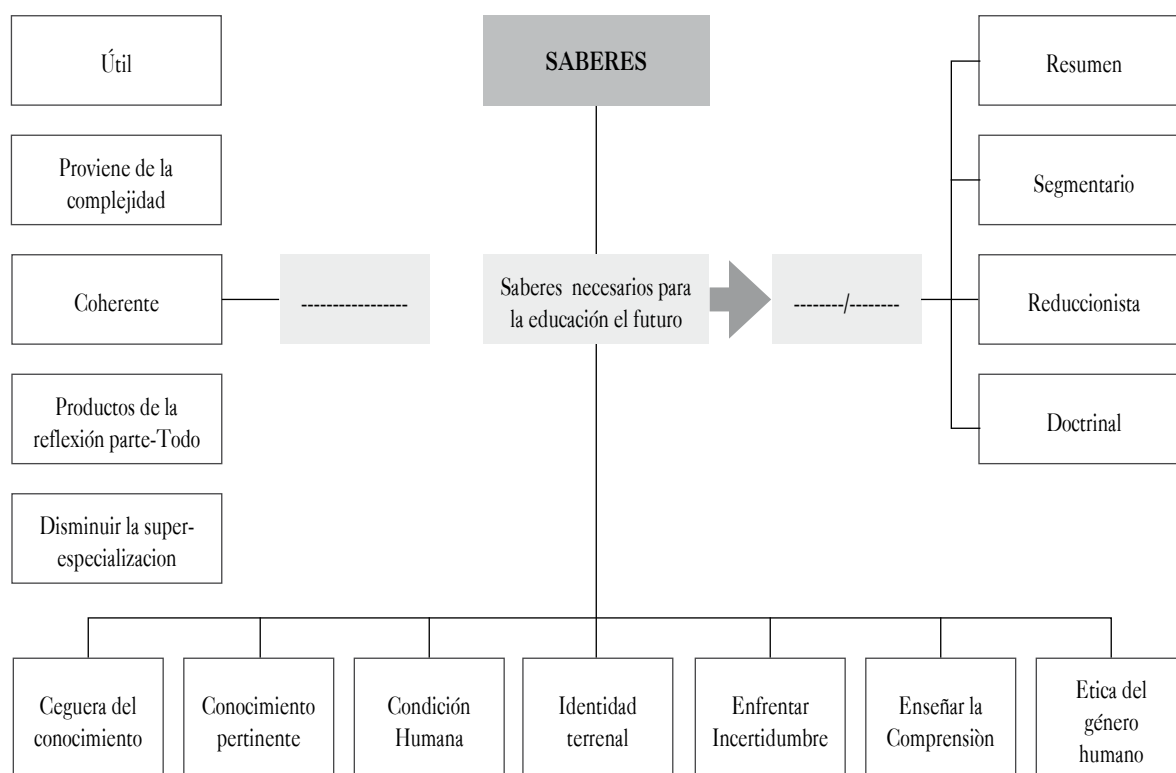 Útil
SABERES
Resumen
Proviene de la
complejidad
Segmentario
Coherente
-----------------
Saberes necesarios para
la educación el futuro
--------/--------
Reduccionista
Productos de la
reflexión parte-Todo
Doctrinal
Disminuir la super-
especializacion
Ceguera del
conocimiento
Conocimiento
pertinente
Condición
Humana
Identidad
terrenal
Enfrentar
Incertidumbre
Enseñar la
Comprensiòn
Etica del
género
humano